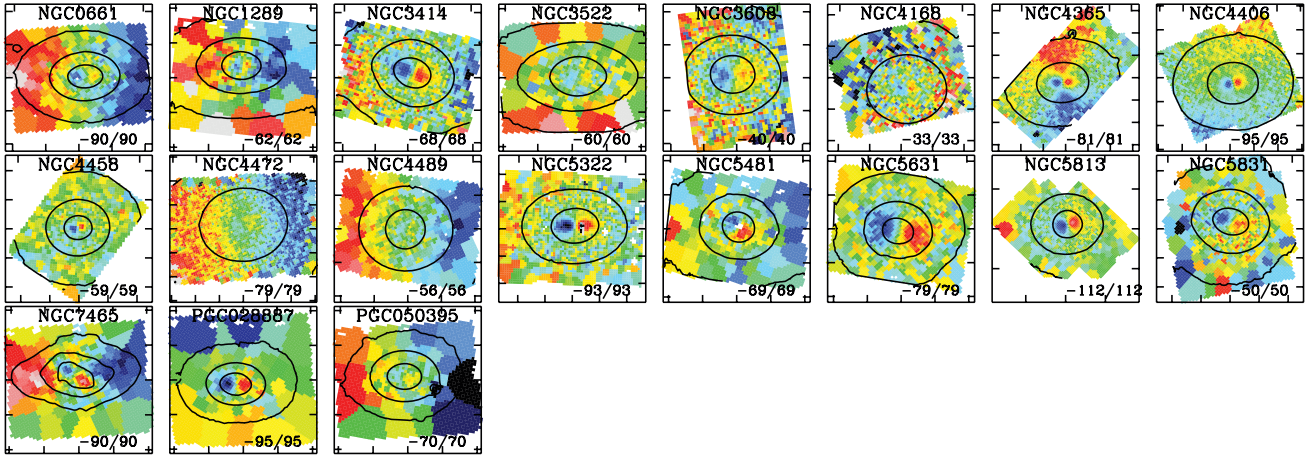 NGC0661
NGC1289
NGC3414
NGC3522
NGC3608
NGC4168
NGC4365
NGC4406
−90/90
−62/62
−68/68
−60/60
−40/40
−33/33
−81/81
−95/95
NGC4458
NGC4472
NGC4489
NGC5322
NGC5481
NGC5631
NGC5813
NGC5831
−59/59
−79/79
−56/56
−93/93
−69/69
−79/79
−112/112
−50/50
NGC7465
PGC028887
PGC050395
−90/90
−95/95
−70/70